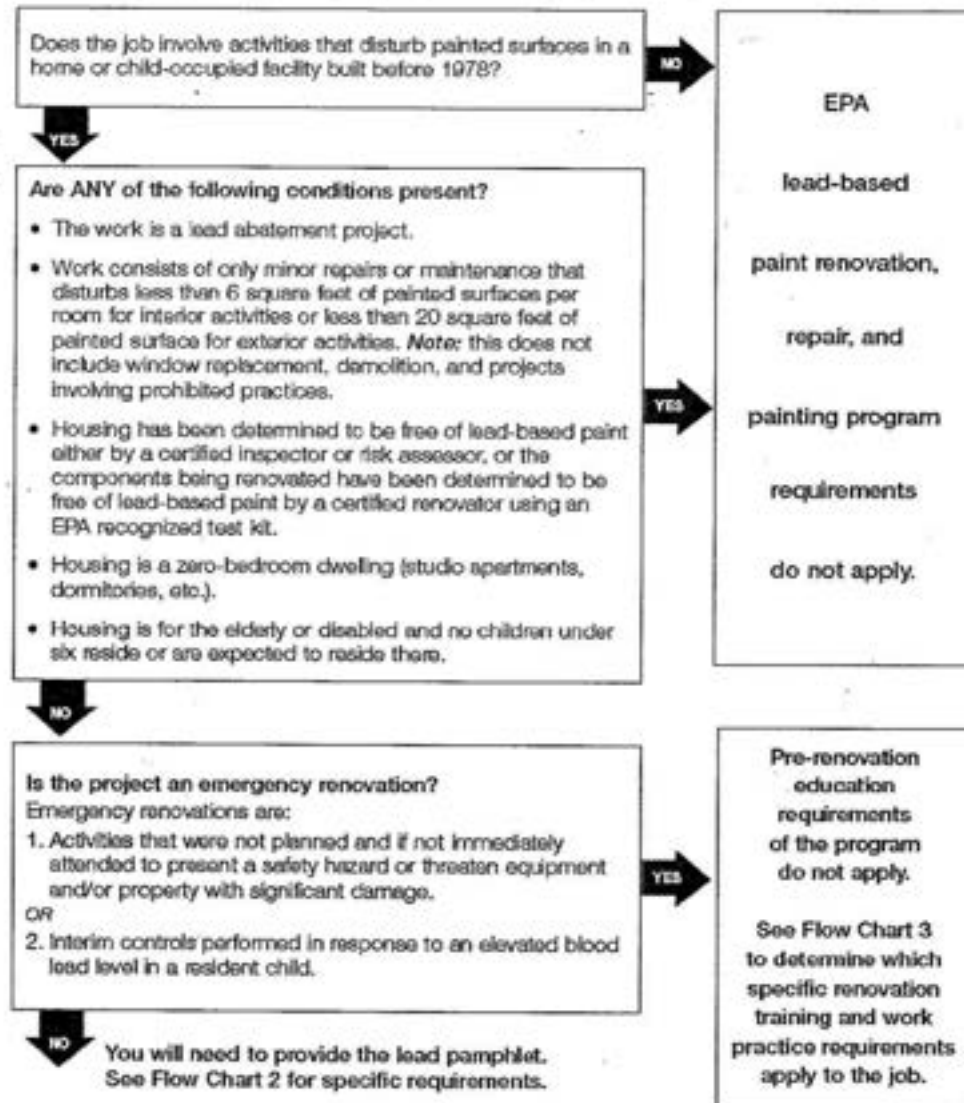 Does the job involve activities that disturb painted surfaces in a
home or child-occupied facility built before 1978?
NO
YES
EPA
lead-based
paint renovation,
repair, and
painting program
requirements
do not apply.
Are ANY of the following conditions present?
• The work is a lead abatement project.
• Work consists of only minor repairs or maintenance that
disturbs less than 6 square feet of painted surfaces per
room for interior activities or less than 20 square feet of
painted surface for exterior activities. Note: this does not
include window replacement, demolition, and projects
involving prohibited practices.
• Housing has been determined to be free of lead-based paint
either by a certified inspector or risk assessor, or the
components being renovated have been determined to be
free of lead-based paint by a certified renovator using an
EPA recognized test kit.
• Housing is a zero-bedroom dwelling (studio apartments,
dormitories, etc.).
• Housing is for the elderly or disabled and no children under
six reside or are expected to reside there.
YES
NO
Is the project an emergency renovation?
Emergency renovations are:
1. Activities that were not planned and if not immediately
attended to present a safety hazard or threaten equipment
and/or property with significant damage.
OR
2. Interim controls performed in response to an elevated blood
lead level in a resident child.
YES
Pre-renovation
education
requirements
of the program
do not apply.
See Flow Chart 3
to determine which
specific renovation
training and work
practice requirements
apply to the job.
NO
You will need to provide the lead pamphlet.
See Flow Chart 2 for specific requirements.